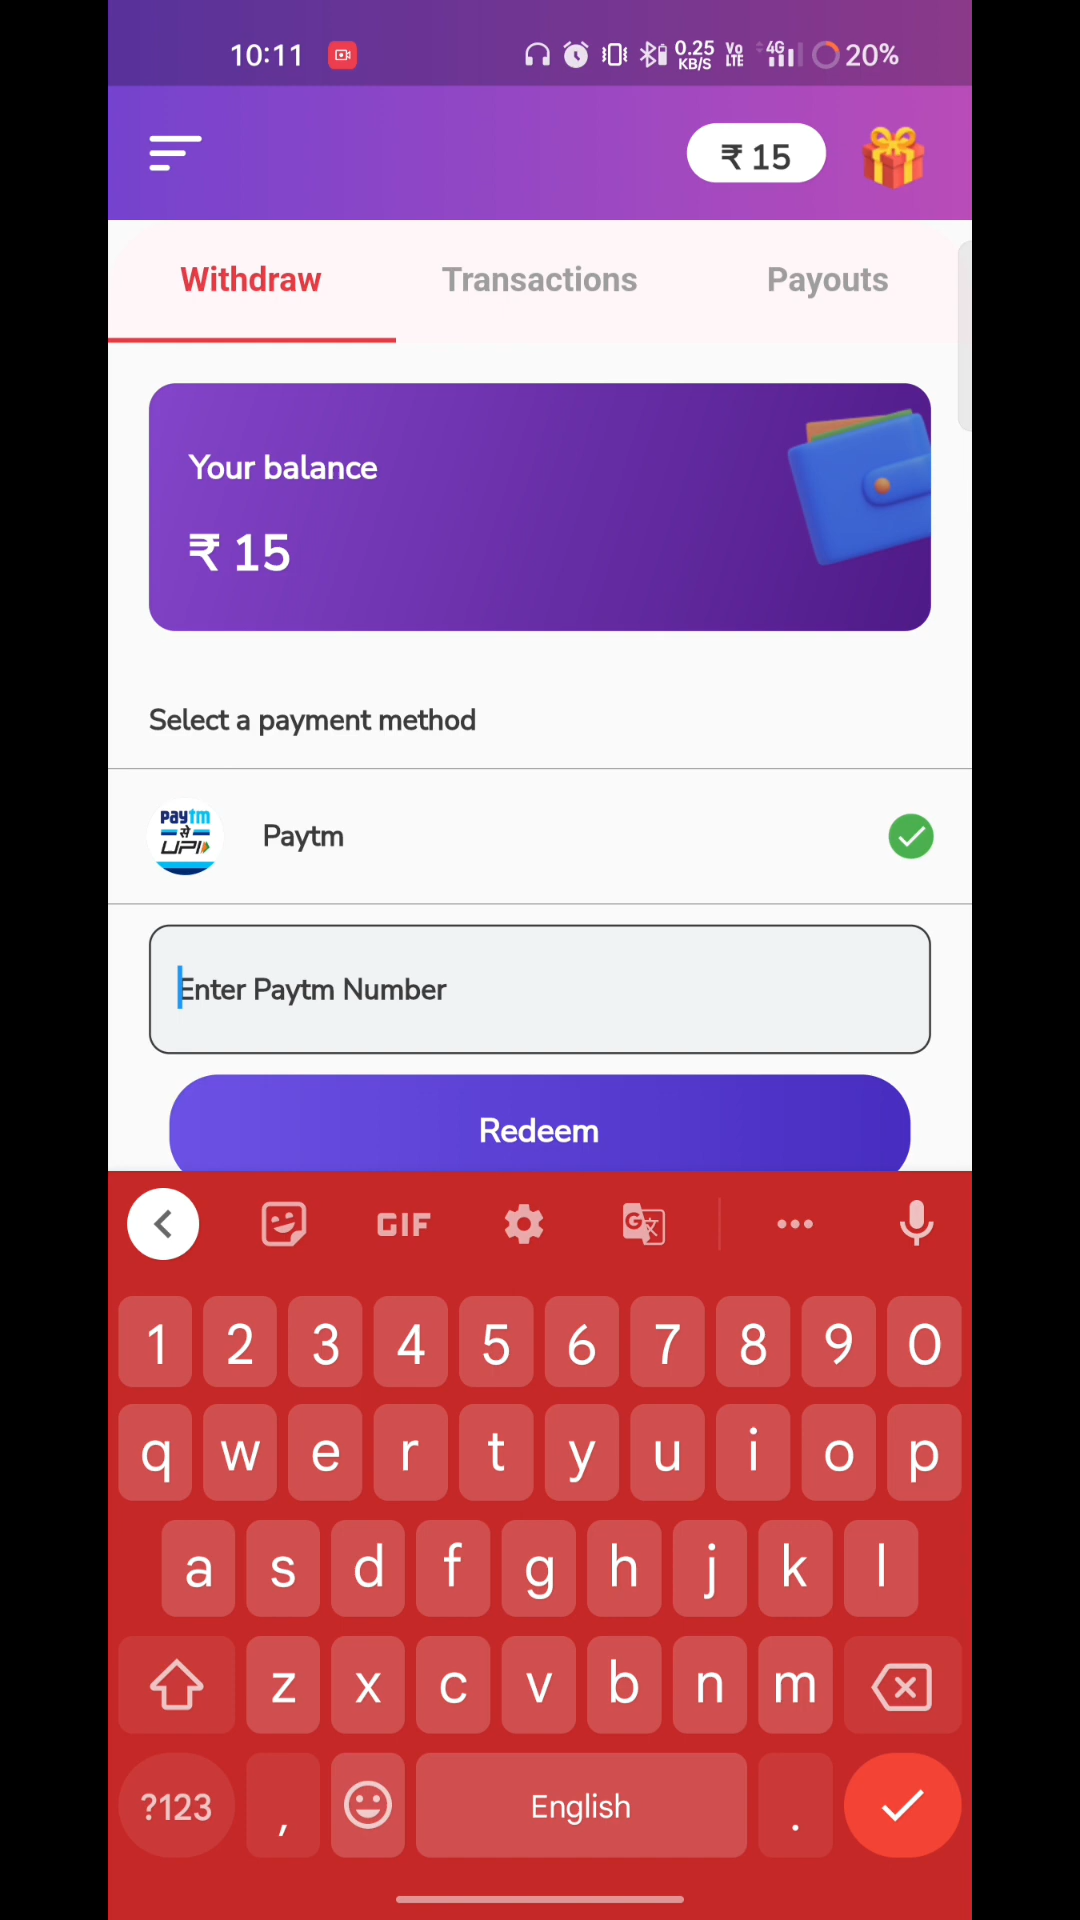 10:11 0.25 KB/S Vo LTE 4G 20%
₹ 15
Withdraw Transactions Payouts
Your balance
₹ 15
Select a payment method
paytm
से
UPI
Paytm
Enter Paytm Number
Redeem
GIF G 文
1 2 3 4 5 6 7 8 9 0
q w e r t y u i o p
a s d f g h j k l
z x c v b n m
?123 , English .